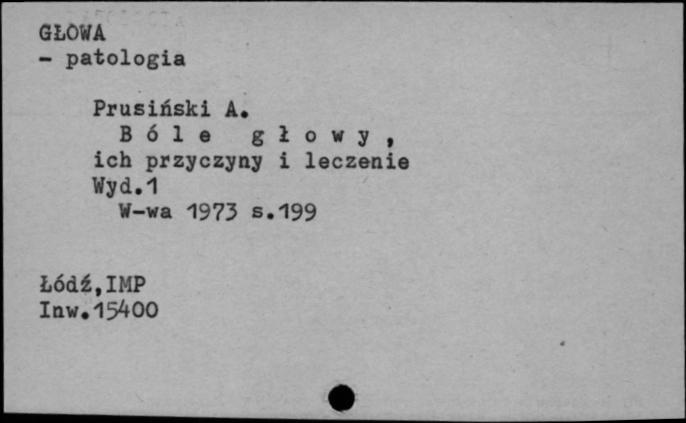 GŁOWA
- patologia
Prusiński A.
B ó l e   g ł o w y ,
ich przyczyny i leczenie
Wyd.1
W-wa 1973 s.199
Łódź,IMP
Inw.15400